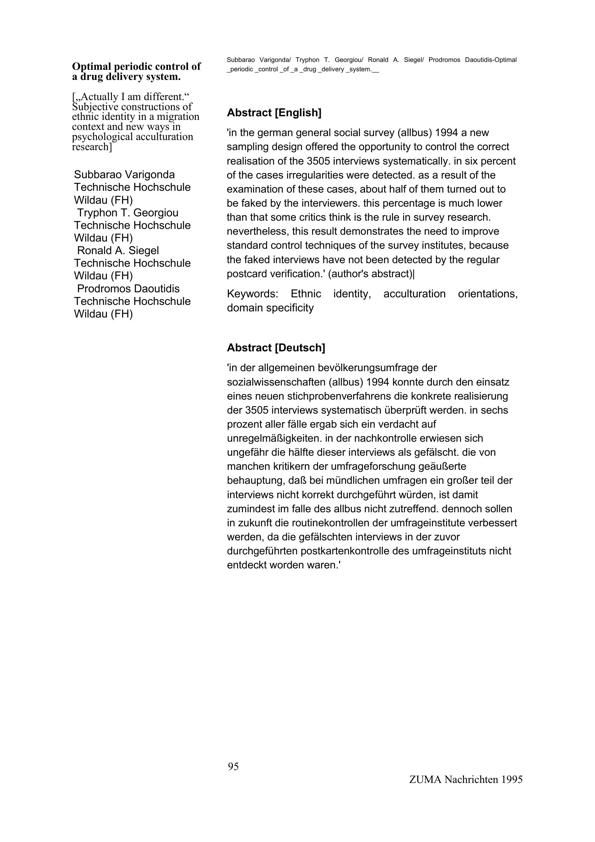 Optimal periodic control of
a drug delivery system.
[„Actually I am different.“
Subjective constructions of
ethnic identity in a migration
context and new ways in
psychological acculturation
research]
Subbarao Varigonda
Technische Hochschule
Wildau (FH)
Tryphon T. Georgiou
Technische Hochschule
Wildau (FH)
Ronald A. Siegel
Technische Hochschule
Wildau (FH)
Prodromos Daoutidis
Technische Hochschule
Wildau (FH)
Subbarao Varigonda/ Tryphon T. Georgiou/ Ronald A. Siegel/ Prodromos Daoutidis-Optimal
_periodic _control _of _a _drug _delivery _system.__
Abstract [English]
'in the german general social survey (allbus) 1994 a new
sampling design offered the opportunity to control the correct
realisation of the 3505 interviews systematically. in six percent
of the cases irregularities were detected. as a result of the
examination of these cases, about half of them turned out to
be faked by the interviewers. this percentage is much lower
than that some critics think is the rule in survey research.
nevertheless, this result demonstrates the need to improve
standard control techniques of the survey institutes, because
the faked interviews have not been detected by the regular
postcard verification.' (author's abstract)|
Keywords: Ethnic identity, acculturation orientations,
domain specificity
Abstract [Deutsch]
'in der allgemeinen bevölkerungsumfrage der
sozialwissenschaften (allbus) 1994 konnte durch den einsatz
eines neuen stichprobenverfahrens die konkrete realisierung
der 3505 interviews systematisch überprüft werden. in sechs
prozent aller fälle ergab sich ein verdacht auf
unregelmäßigkeiten. in der nachkontrolle erwiesen sich
ungefähr die hälfte dieser interviews als gefälscht. die von
manchen kritikern der umfrageforschung geäußerte
behauptung, daß bei mündlichen umfragen ein großer teil der
interviews nicht korrekt durchgeführt würden, ist damit
zumindest im falle des allbus nicht zutreffend. dennoch sollen
in zukunft die routinekontrollen der umfrageinstitute verbessert
werden, da die gefälschten interviews in der zuvor
durchgeführten postkartenkontrolle des umfrageinstituts nicht
entdeckt worden waren.'
95
ZUMA Nachrichten 1995